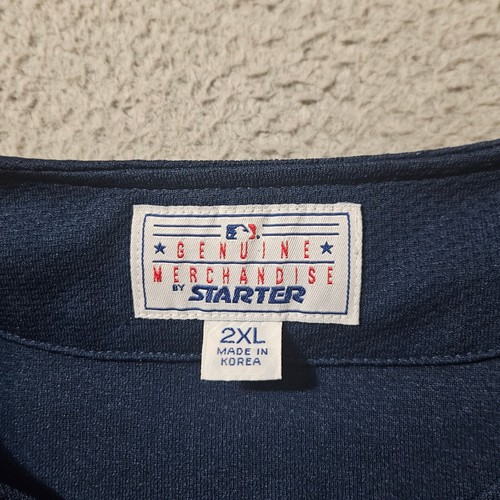 GENUINE
MERCHANDISE
BY STARTER
2XL
MADE IN
KOREA